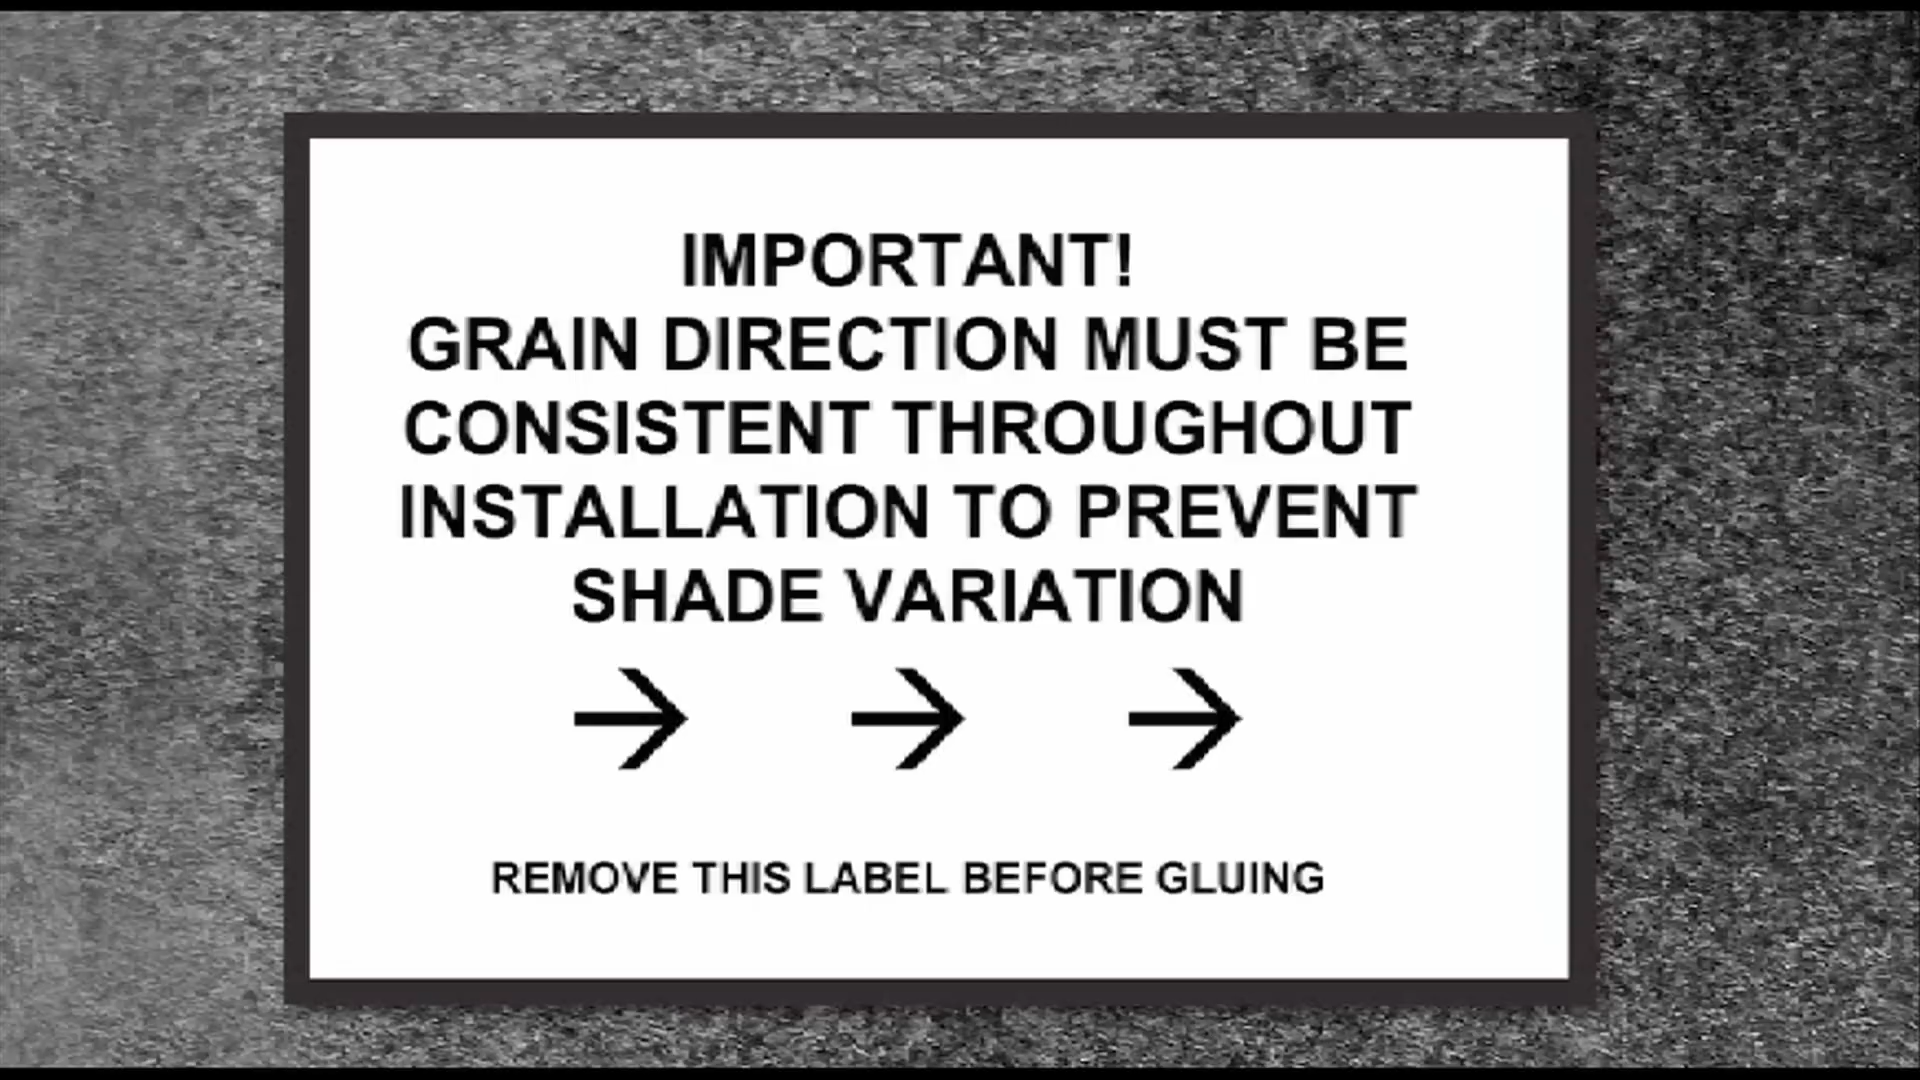 IMPORTANT!
GRAIN DIRECTION MUST BE
CONSISTENT THROUGHOUT
INSTALLATION TO PREVENT
SHADE VARIATION
→ → →
REMOVE THIS LABEL BEFORE GLUING